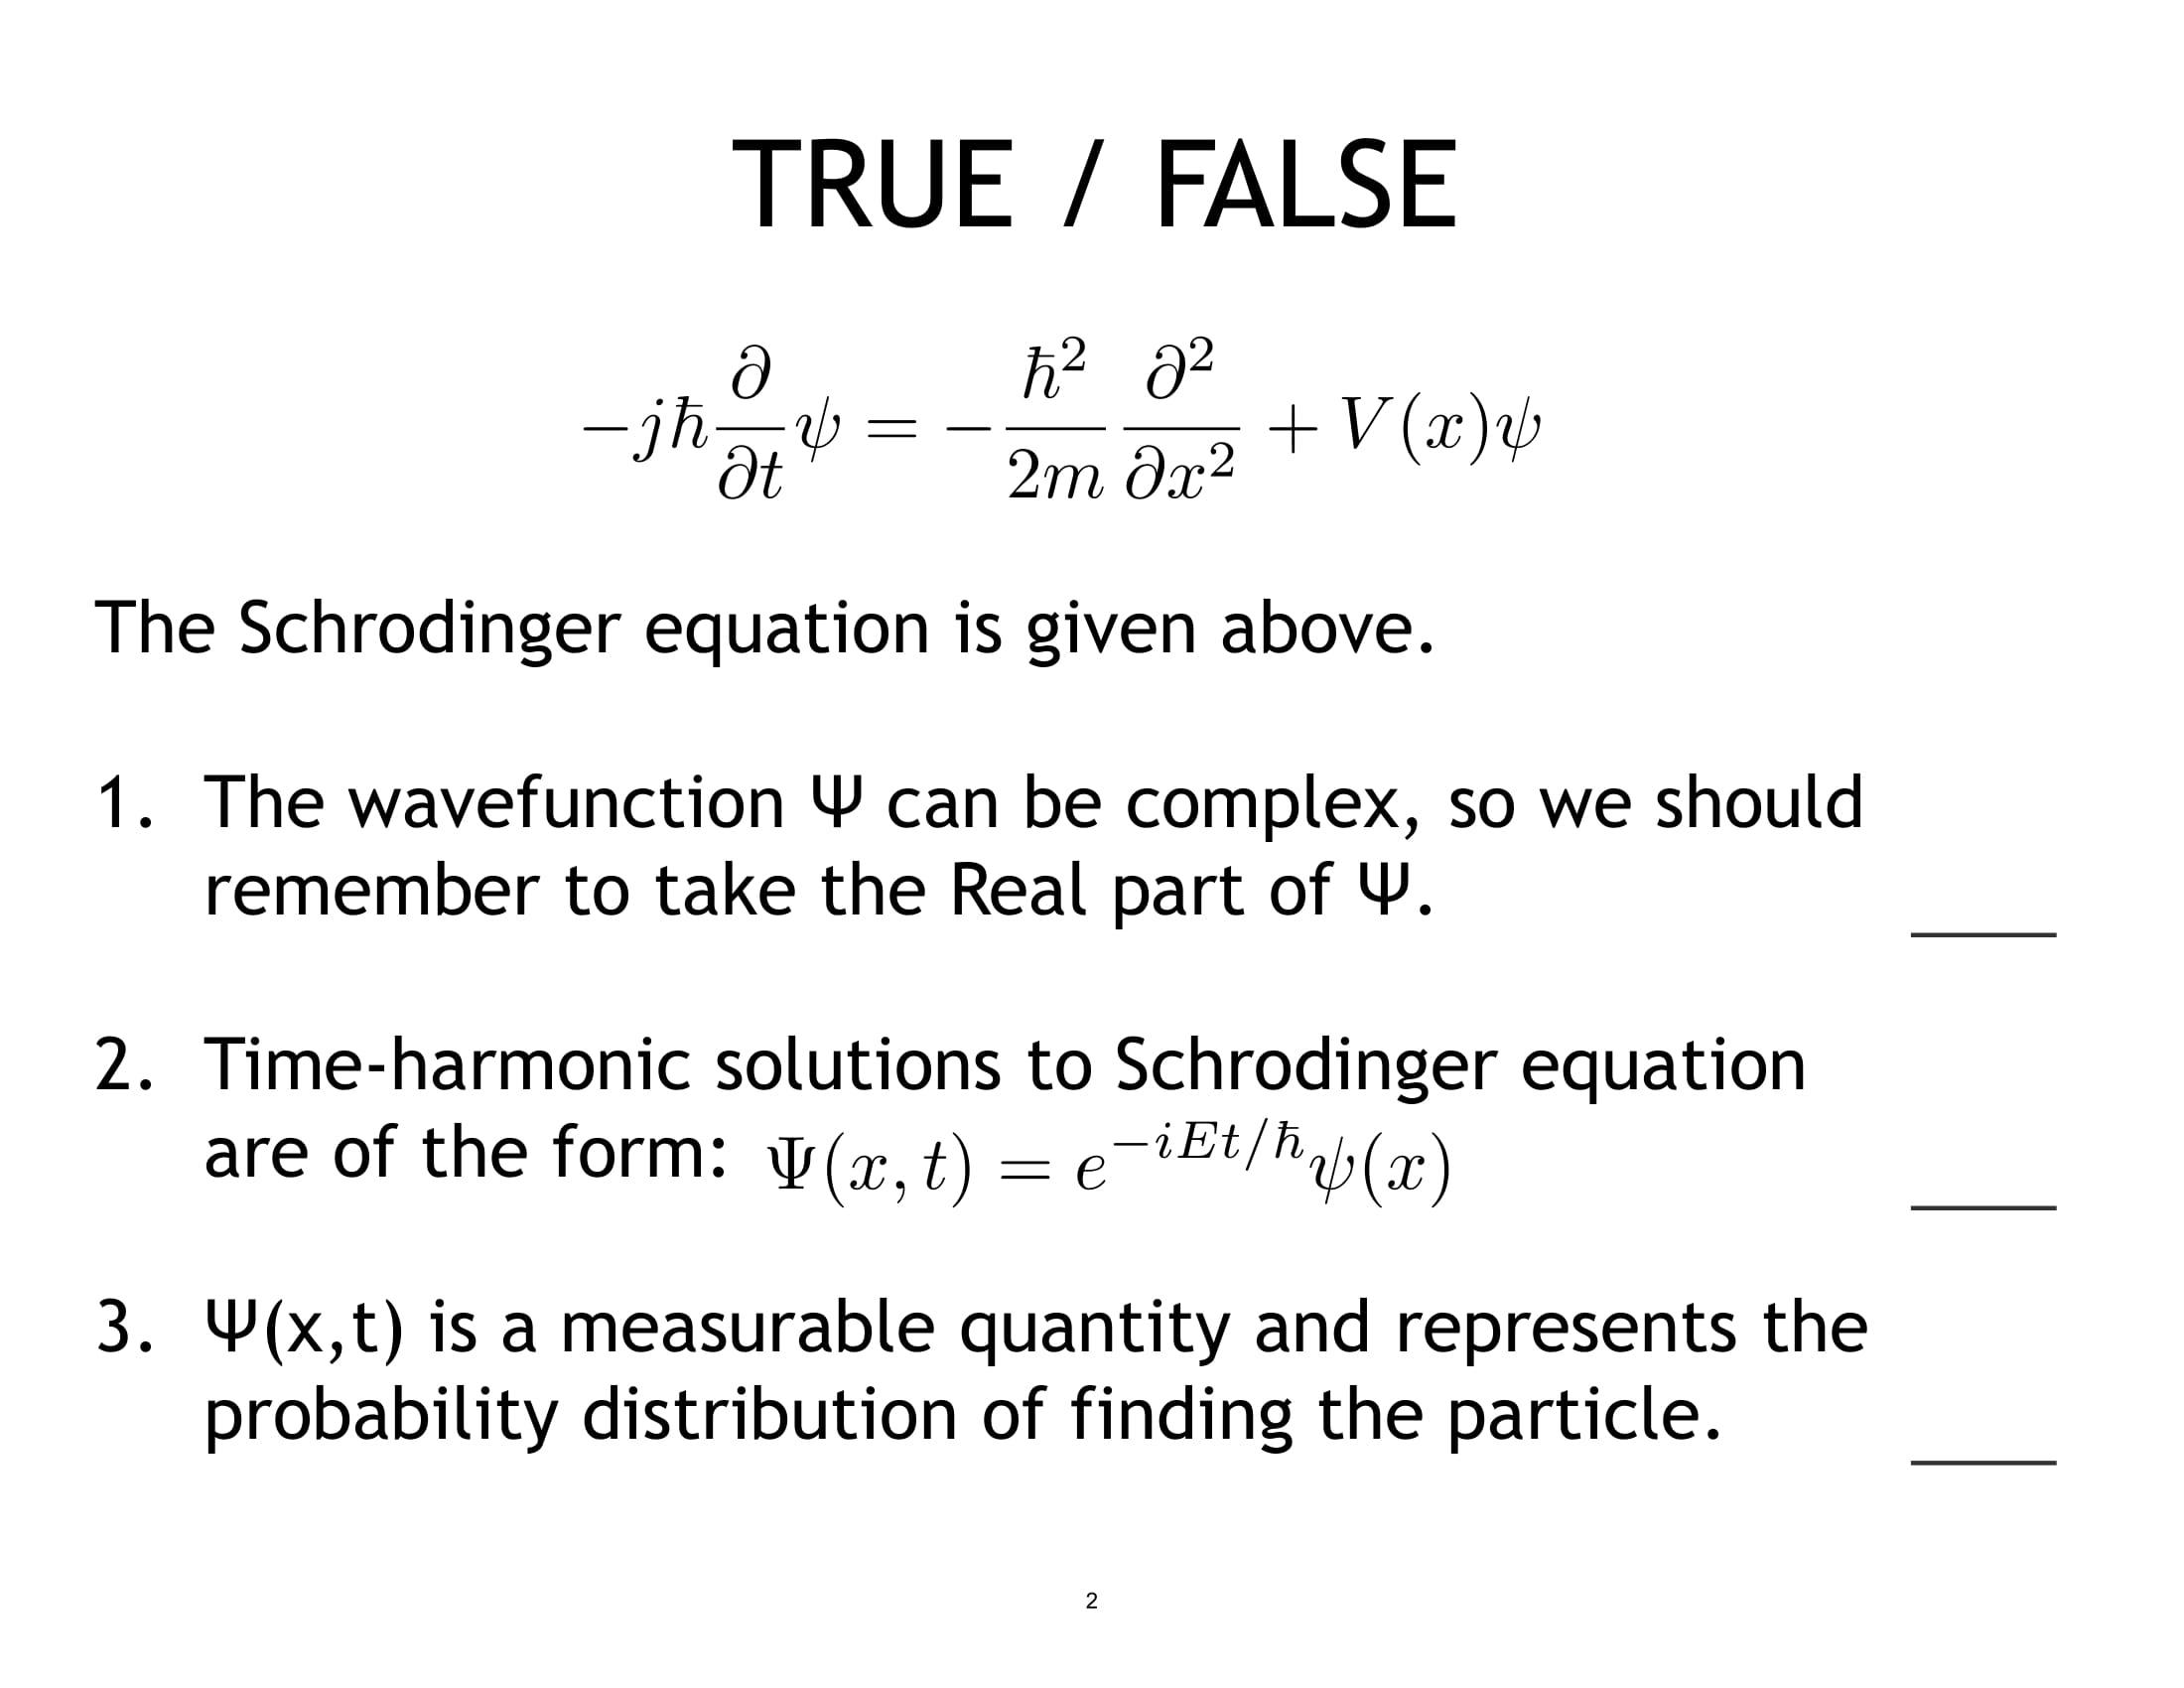 TRUE / FALSE
$-j\hbar\frac{\partial}{\partial t}\psi = -\frac{\hbar^2}{2m}\frac{\partial^2}{\partial x^2} + V(x)\psi$
The Schrodinger equation is given above.
1. The wavefunction Ψ can be complex, so we should
remember to take the Real part of Ψ.
2. Time-harmonic solutions to Schrodinger equation
are of the form: $\Psi(x,t) = e^{-iEt/\hbar}\psi(x)$
3. Ψ(x,t) is a measurable quantity and represents the
probability distribution of finding the particle.
2